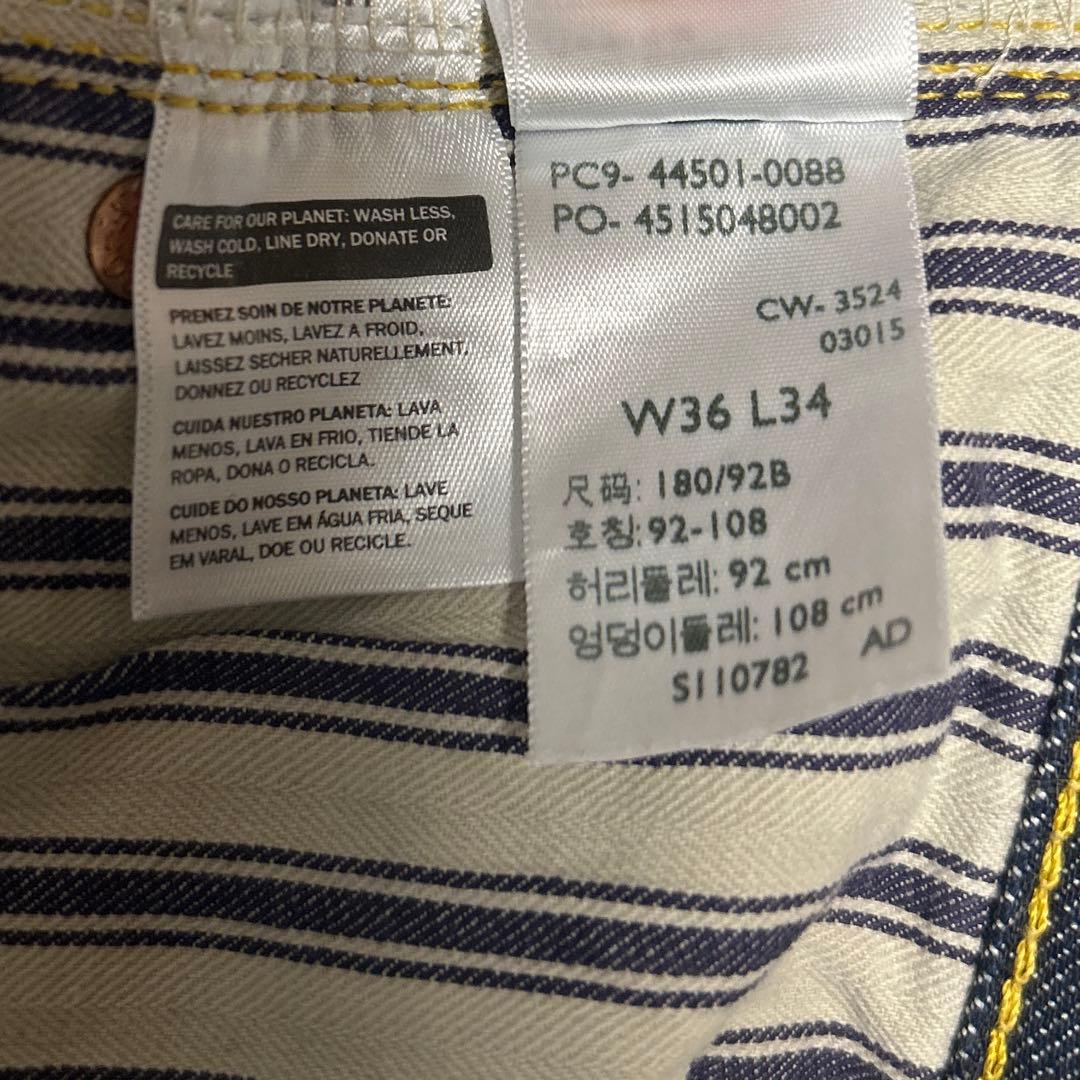 CARE FOR OUR PLANET: WASH LESS,
WASH COLD, LINE DRY, DONATE OR
RECYCLE
PRENEZ SOIN DE NOTRE PLANETE:
LAVEZ MOINS, LAVEZ A FROID,
LAISSEZ SECHER NATURELLEMENT,
DONNEZ OU RECYCLEZ
CUIDA NUESTRO PLANETA: LAVA
MENOS, LAVA EN FRIO, TIENDE LA
ROPA, DONA O RECICLA.
CUIDE DO NOSSO PLANETA: LAVE
MENOS, LAVE EM ÁGUA FRIA, SEQUE
EM VARAL, DOE OU RECICLE.
PC9- 44501-0088
PO- 4515048002
CW- 3524
03015
W36 L34
尺码: 180/92B
호칭: 92-108
허리둘레: 92 cm
엉덩이둘레: 108 cm
AD
S110782